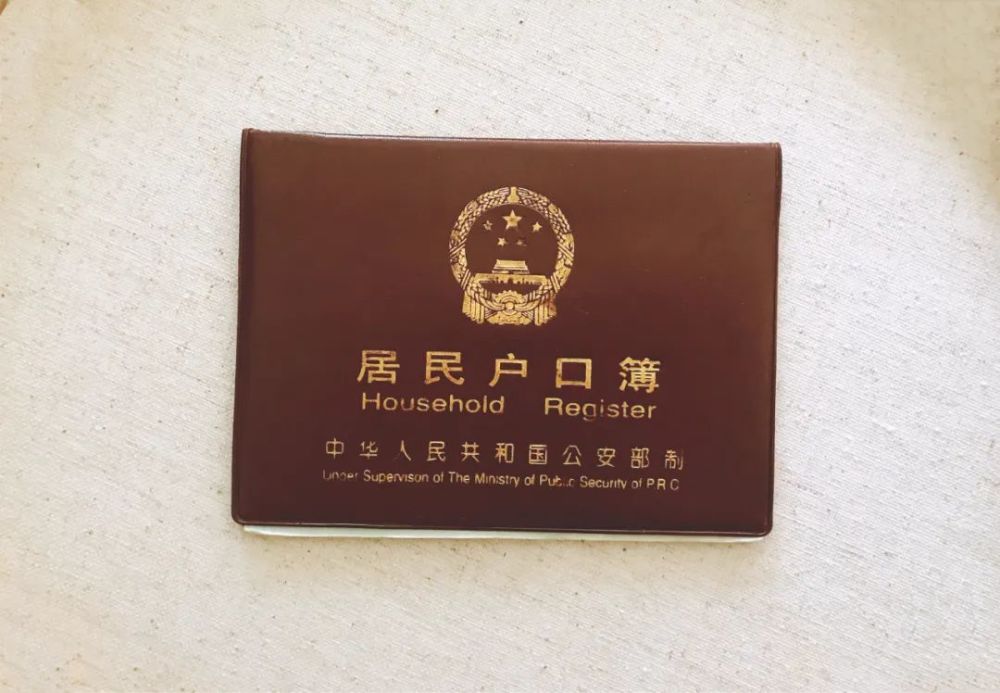 居民户口簿
Household Register
中华人民共和国公安部制
Under Supervison of The Ministry of Public Security of P.R.C